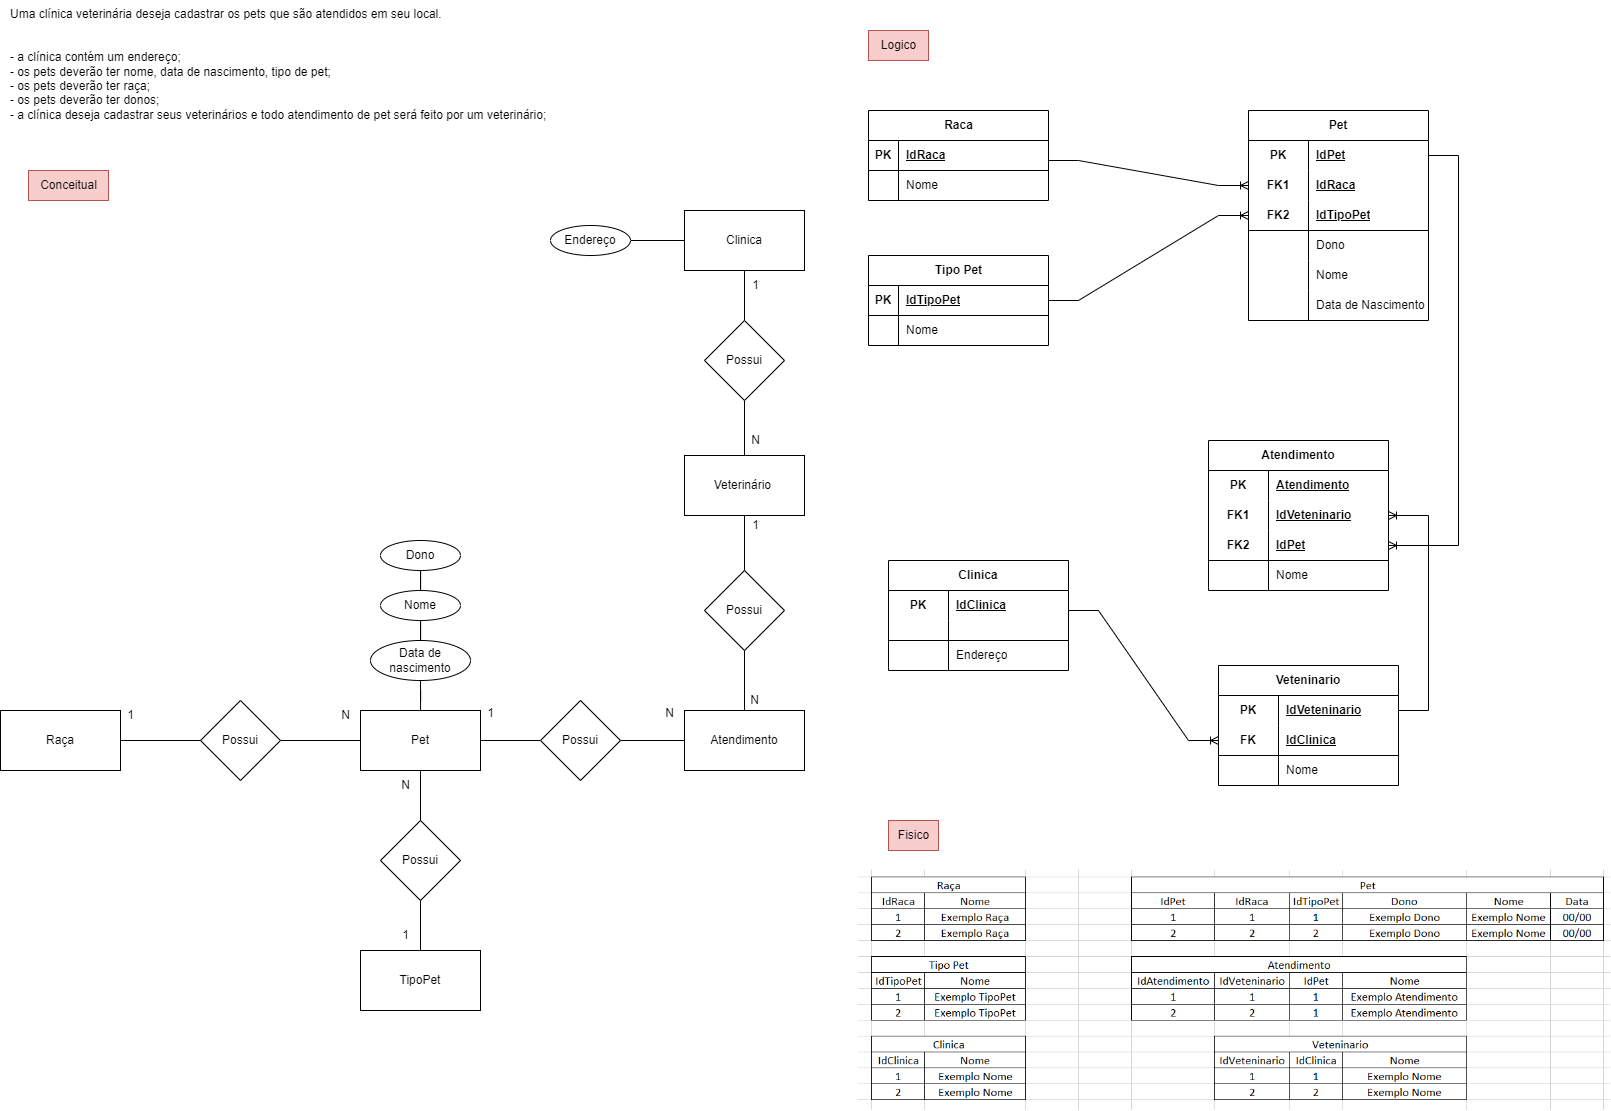 Uma clínica veterinária deseja cadastrar os pets que são atendidos em seu local.
- a clínica contém um endereço;
- os pets deverão ter nome, data de nascimento, tipo de pet;
- os pets deverão ter raça;
- os pets deverão ter donos;
- a clínica deseja cadastrar seus veterinários e todo atendimento de pet será feito por um veterinário;
Conceitual
Endereço
Clinica
1
Possui
N
Veterinário
1
Possui
N
Dono
Nome
Data de
nascimento
Raça
1
Possui
N
Pet
1
Possui
N
Atendimento
N
Possui
1
TipoPet
Logico
Raca
PK IdRaca
Nome
Tipo Pet
PK IdTipoPet
Nome
Pet
PK IdPet
FK1 IdRaca
FK2 IdTipoPet
Dono
Nome
Data de Nascimento
Atendimento
PK Atendimento
FK1 IdVeteninario
FK2 IdPet
Nome
Clinica
PK IdClinica
Endereço
Veteninario
PK IdVeteninario
FK IdClinica
Nome
Fisico
Raça
IdRaca Nome
1 Exemplo Raça
2 Exemplo Raça
Pet
IdPet IdRaca IdTipoPet Dono Nome Data
1 1 1 Exemplo Dono Exemplo Nome 00/00
2 2 2 Exemplo Dono Exemplo Nome 00/00
Tipo Pet
IdTipoPet Nome
1 Exemplo TipoPet
2 Exemplo TipoPet
Atendimento
IdAtendimento IdVeteninario IdPet Nome
1 1 1 Exemplo Atendimento
2 2 1 Exemplo Atendimento
Clinica
IdClinica Nome
1 Exemplo Nome
2 Exemplo Nome
Veteninario
IdVeteninario IdClinica Nome
1 1 Exemplo Nome
2 2 Exemplo Nome